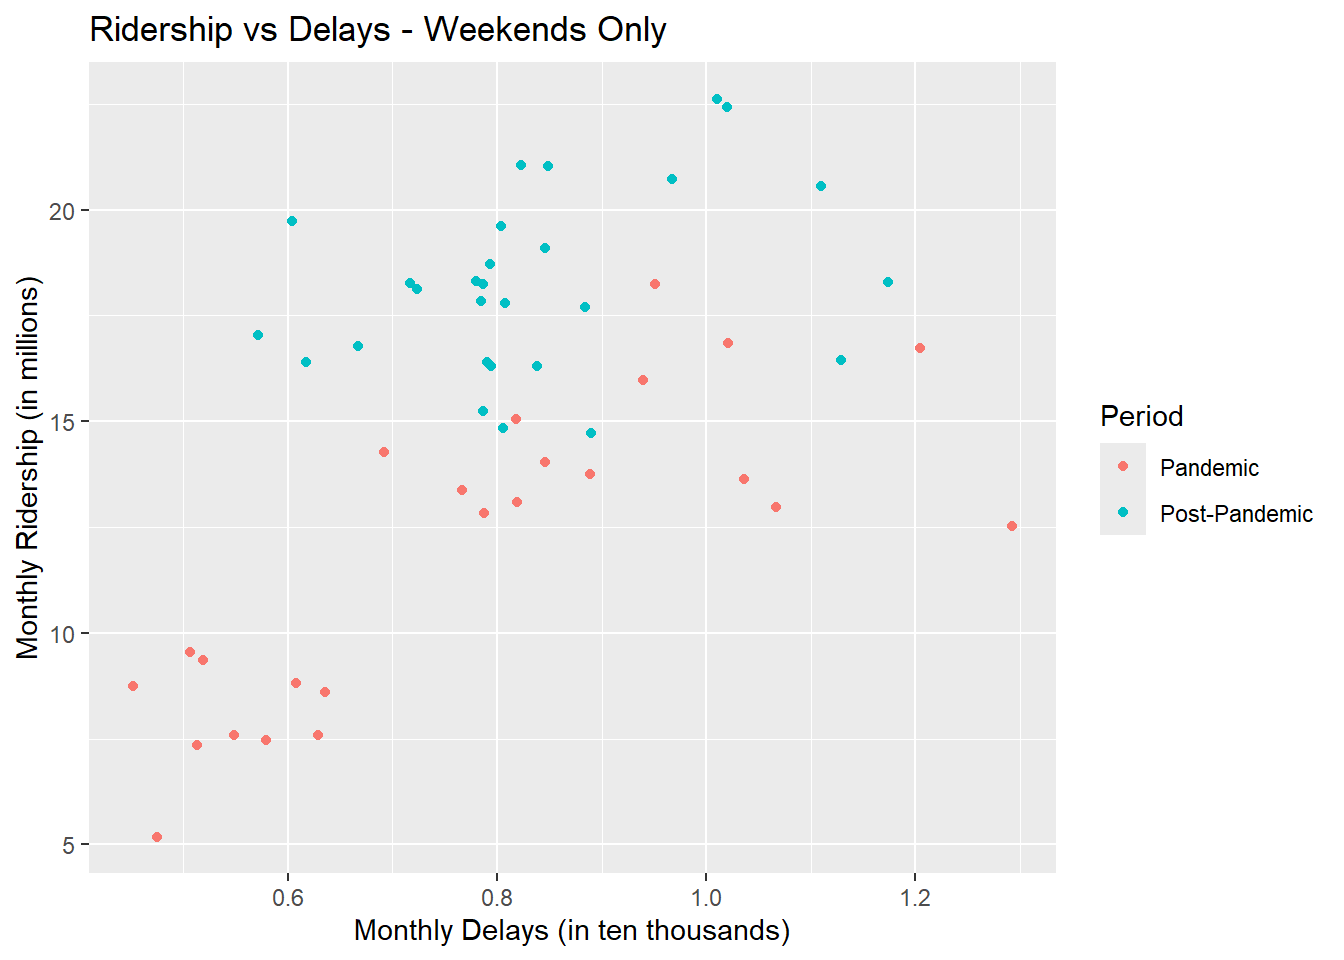 Ridership vs Delays - Weekends Only
Monthly Ridership (in millions)
20
15
10
5
0.6 0.8 1.0 1.2
Monthly Delays (in ten thousands)
Period
Pandemic
Post-Pandemic